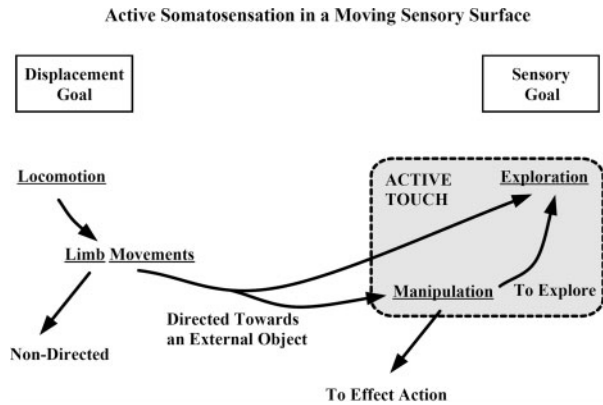 Active Somatosensation in a Moving Sensory Surface
Displacement
Goal
Sensory
Goal
Locomotion
ACTIVE
TOUCH
Exploration
Limb Movements
Manipulation
To Explore
Directed Towards
an External Object
Non-Directed
To Effect Action